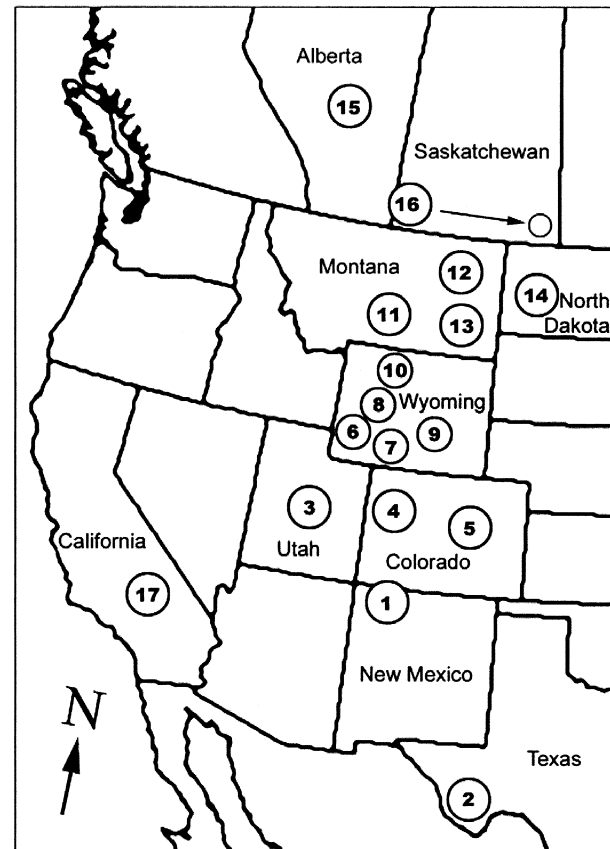 Alberta
15
Saskatchewan
16
Montana
12
14
North
Dakota
11
13
10
8
Wyoming
6
7
9
3
4
5
Utah
Colorado
California
17
1
New Mexico
N
Texas
2